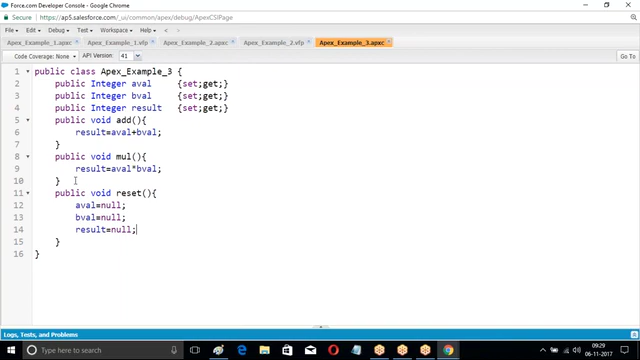 Force.com Developer Console - Google Chrome
Secure https://ap5.salesforce.com/_ui/common/apex/debug/ApexCSIPage
File Edit Debug Test Workspace Help < >
Apex_Example_1.apxc Apex_Example_1.vfp Apex_Example_2.apxc Apex_Example_2.vfp Apex_Example_3.apxc
Code Coverage: None API Version: 41 Go To
1 public class Apex_Example_3 {
2 public Integer aval {set;get;}
3 public Integer bval {set;get;}
4 public Integer result {set;get;}
5 public void add(){
6 result=aval+bval;
7 }
8 public void mul(){
9 result=aval*bval;
10 }
11 public void reset(){
12 aval=null;
13 bval=null;
14 result=null;
15 }
16 }
Logs, Tests, and Problems
Type here to search
09:29
06-11-2017